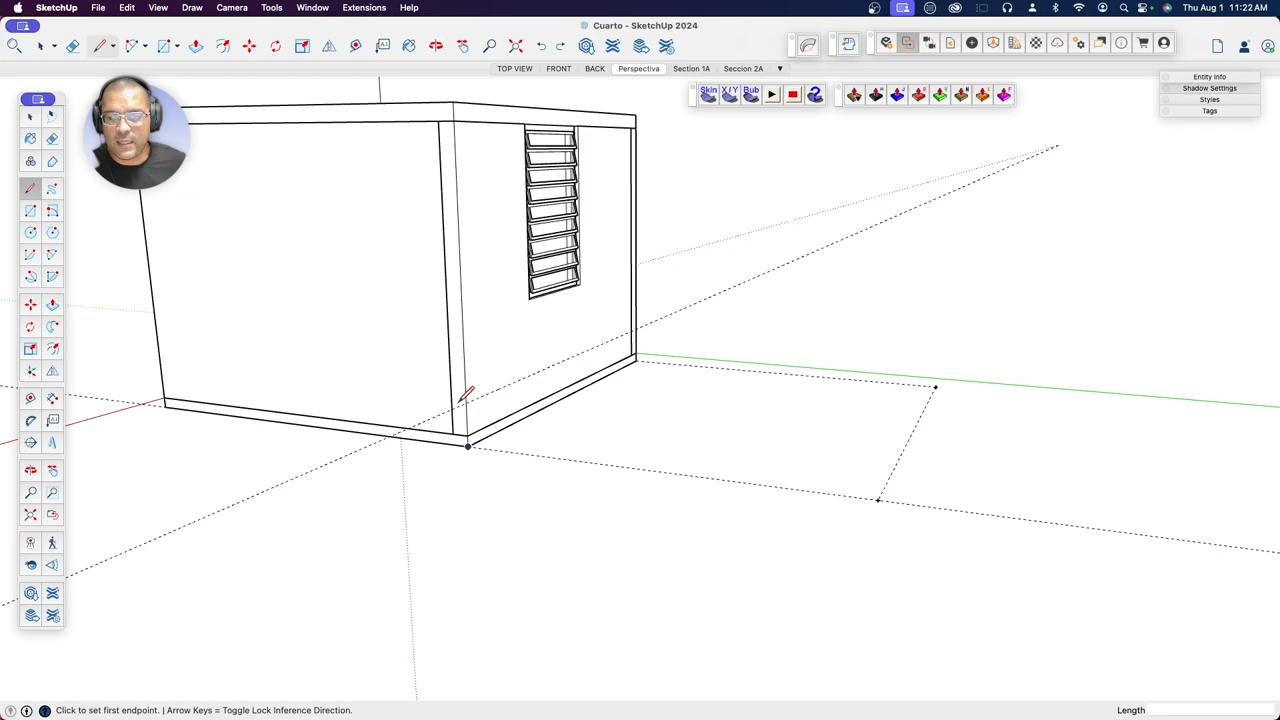 SketchUp File Edit View Draw Camera Tools Window Extensions Help Thu Aug 1 11:22 AM
Cuarto - SketchUp 2024
TOP VIEW FRONT BACK Perspectiva Section 1A Seccion 2A
Entity Info
Shadow Settings
Styles
Tags
Skin X/Y Bub
Click to set first endpoint. | Arrow Keys = Toggle Lock Inference Direction. Length